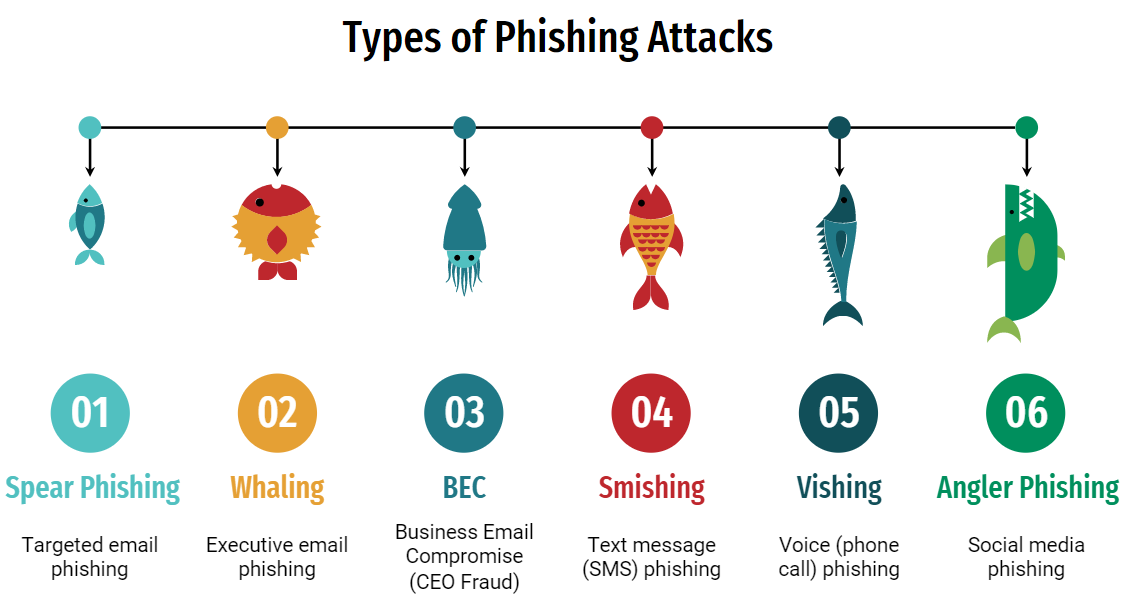 Types of Phishing Attacks
01
02
03
04
05
06
Spear Phishing
Whaling
BEC
Smishing
Vishing
Angler Phishing
Targeted email
phishing
Executive email
phishing
Business Email
Compromise
(CEO Fraud)
Text message
(SMS) phishing
Voice (phone
call) phishing
Social media
phishing